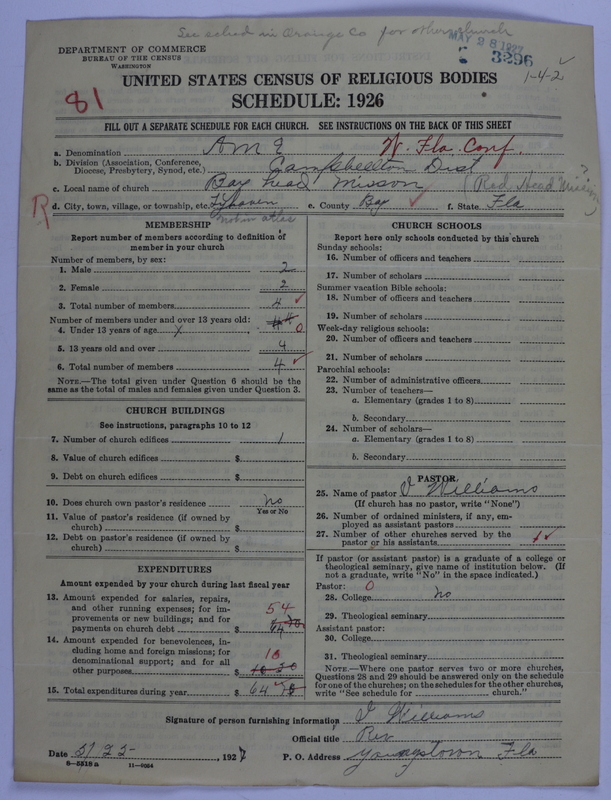 See sched in Orange Co for other church
DEPARTMENT OF COMMERCE
BUREAU OF THE CENSUS
WASHINGTON
MAY 28 1927
3296
1-4-2
UNITED STATES CENSUS OF RELIGIOUS BODIES
SCHEDULE: 1926
81
FILL OUT A SEPARATE SCHEDULE FOR EACH CHURCH. SEE INSTRUCTIONS ON THE BACK OF THIS SHEET
a. Denomination A M E W. Fla. Conf.
b. Division (Association, Conference, Diocese, Presbytery, Synod, etc.) Campbellton Dist
c. Local name of church Bay head Mission (Red Head Mission) ?
R d. City, town, village, or township, etc. Lynhaven e. County Bay f. State Fla
not in atlas
MEMBERSHIP
Report number of members according to definition of
member in your church
Number of members, by sex:
1. Male 2
2. Female 2
3. Total number of members 4
Number of members under and over 13 years old:
4. Under 13 years of age X 0
5. 13 years old and over 4
6. Total number of members 4
NOTE.—The total given under Question 6 should be the
same as the total of males and females given under Question 3.
CHURCH BUILDINGS
See instructions, paragraphs 10 to 12
7. Number of church edifices 1
8. Value of church edifices $
9. Debt on church edifices $
10. Does church own pastor's residence No
Yes or No
11. Value of pastor's residence (if owned by
church) $
12. Debt on pastor's residence (if owned by
church) $
EXPENDITURES
Amount expended by your church during last fiscal year
13. Amount expended for salaries, repairs,
and other running expenses; for im-
provements or new buildings; and for
payments on church debt $ 54
14. Amount expended for benevolences, in-
cluding home and foreign missions; for
denominational support; and for all
other purposes $ 10
15. Total expenditures during year $ 64
CHURCH SCHOOLS
Report here only schools conducted by this church
Sunday schools:
16. Number of officers and teachers
17. Number of scholars
Summer vacation Bible schools:
18. Number of officers and teachers
19. Number of scholars
Week-day religious schools:
20. Number of officers and teachers
21. Number of scholars
Parochial schools:
22. Number of administrative officers
23. Number of teachers—
a. Elementary (grades 1 to 8)
b. Secondary
24. Number of scholars—
a. Elementary (grades 1 to 8)
b. Secondary
PASTOR
25. Name of pastor J Williams
(If church has no pastor, write "None")
26. Number of ordained ministers, if any, em-
ployed as assistant pastors
27. Number of other churches served by the
pastor or his assistants 1
If pastor (or assistant pastor) is a graduate of a college or
theological seminary, give name of institution below. (If
not a graduate, write "No" in the space indicated.)
Pastor: 0
28. College no
29. Theological seminary
Assistant pastor:
30. College
31. Theological seminary
NOTE.—Where one pastor serves two or more churches,
Questions 28 and 29 should be answered only on the schedule
for one of the churches; on the schedules for the other churches,
write "See schedule for church."
Signature of person furnishing information J Williams
Official title Rev
Date 5/25 , 1927 P. O. Address Youngstown Fla
8—5518a 11—9024